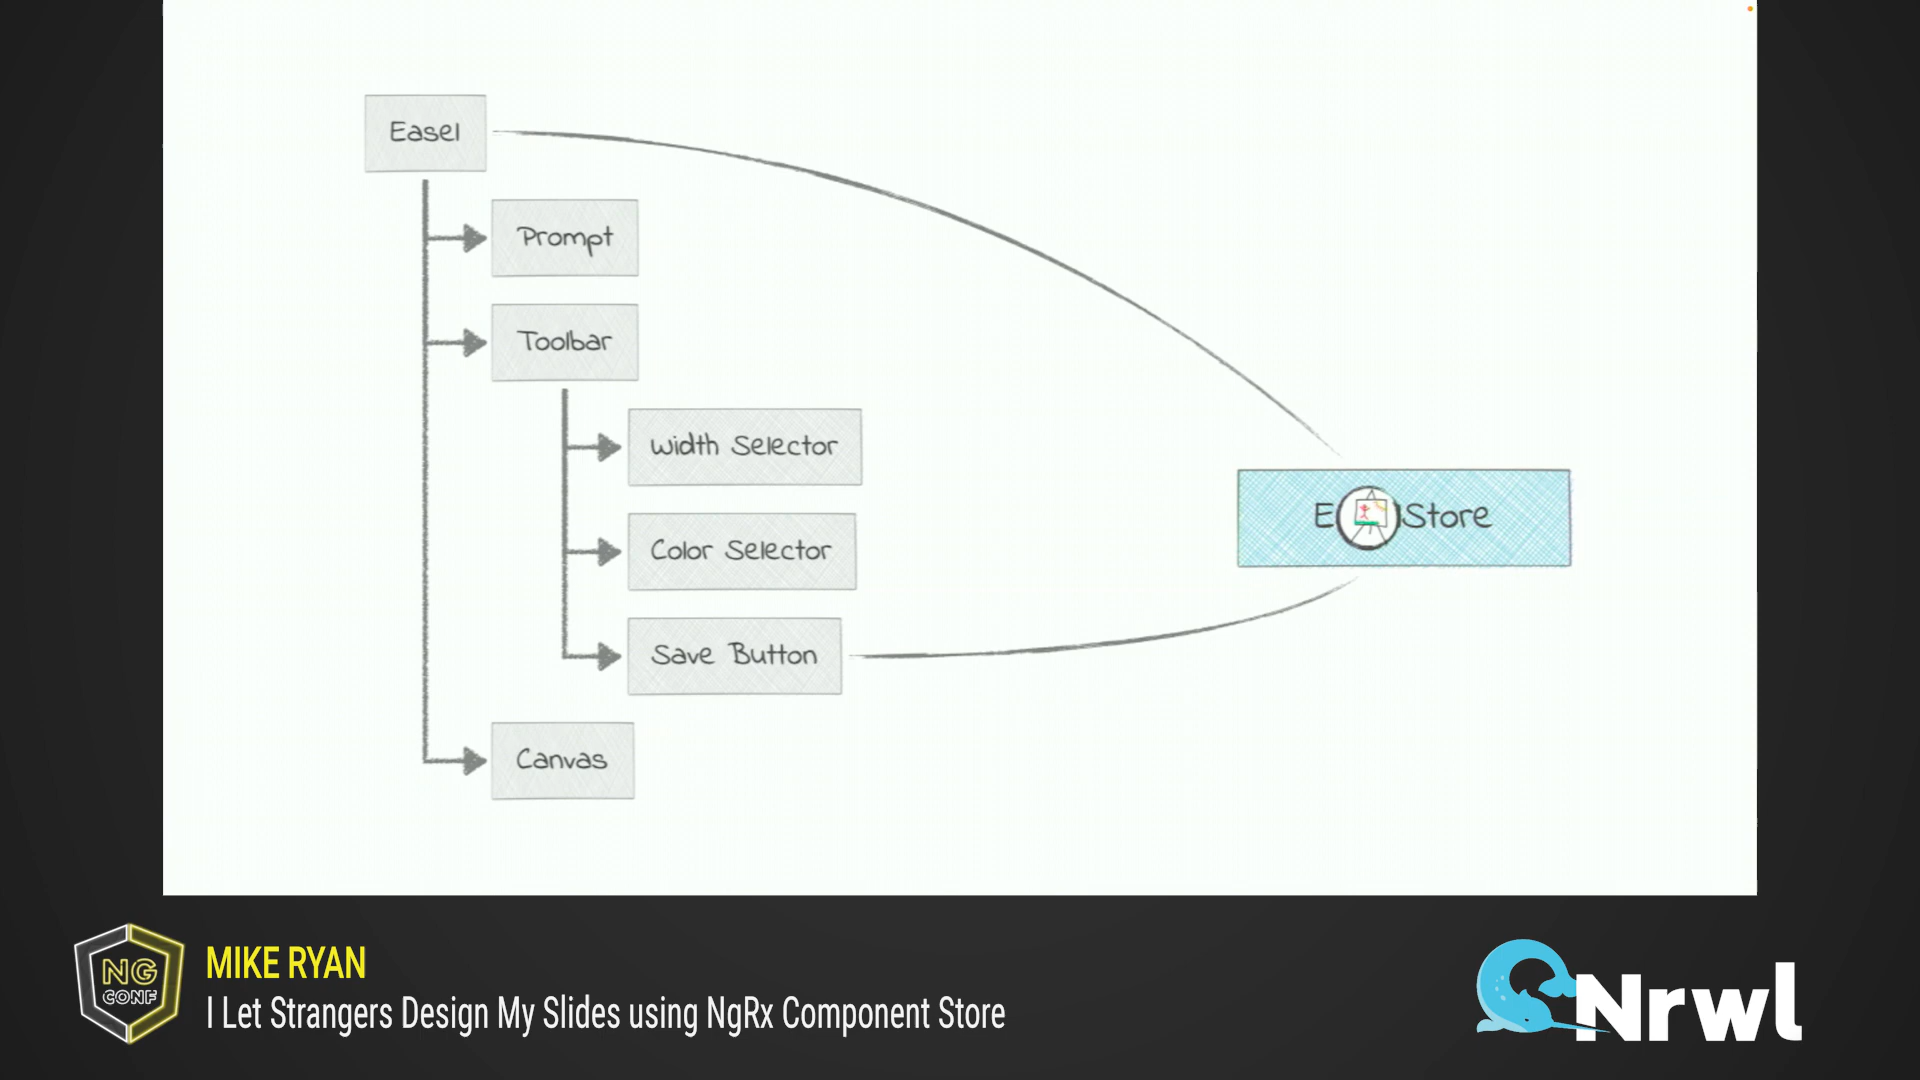 Easel
Prompt
Toolbar
Width Selector
Color Selector
Store
Save Button
Canvas
NG
CONF
MIKE RYAN
I Let Strangers Design My Slides using NgRx Component Store
Nrwl